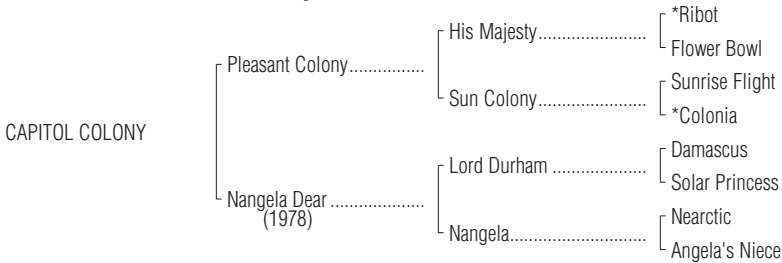 *Ribot
His Majesty........................
Flower Bowl
Pleasant Colony................
Sunrise Flight
Sun Colony........................
*Colonia
CAPITOL COLONY
Damascus
Lord Durham .....................
Solar Princess
Nangela Dear .....................
(1978)
Nearctic
Nangela..............................
Angela's Niece